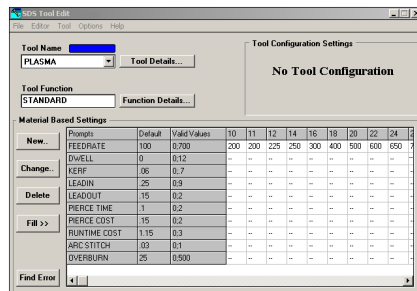 SDS Tool Edit
File Editor Tool Options Help
Tool Name
PLASMA
Tool Details...
Tool Function
STANDARD
Function Details...
Tool Configuration Settings
No Tool Configuration
Material Based Settings
New..
Change..
Delete
Fill >>
Find Error
Prompts Default Valid Values 10 11 12 14 16 18 20 22 24 2
FEEDRATE 100 0;700 200 200 225 250 300 400 500 600 650 7
DWELL 0 0;12 -- -- -- -- -- -- -- -- --
KERF .06 0;.7 -- -- -- -- -- -- -- -- --
LEADIN .25 0;9 -- -- -- -- -- -- -- -- --
LEADOUT .15 0;2 -- -- -- -- -- -- -- -- --
PIERCE TIME .1 0;2 -- -- -- -- -- -- -- -- --
PIERCE COST .15 0;2 -- -- -- -- -- -- -- -- --
RUNTIME COST 1.15 0;3 -- -- -- -- -- -- -- -- --
ARC STITCH .03 0;1 -- -- -- -- -- -- -- -- --
OVERBURN 25 0;500 -- -- -- -- -- -- -- -- --